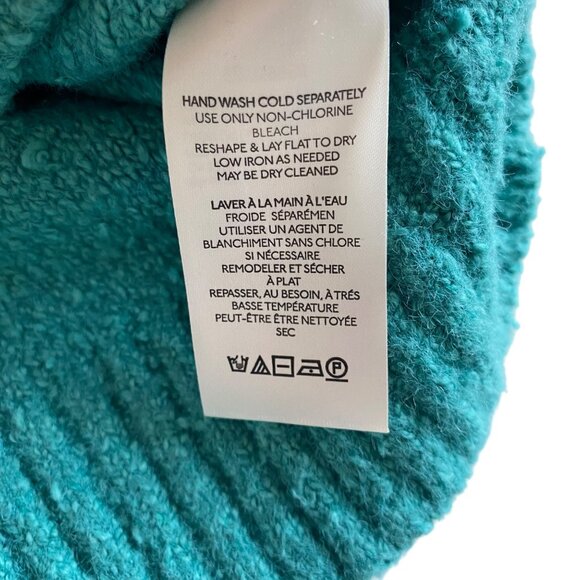 HAND WASH COLD SEPARATELY
USE ONLY NON-CHLORINE
BLEACH
RESHAPE & LAY FLAT TO DRY
LOW IRON AS NEEDED
MAY BE DRY CLEANED
LAVER À LA MAIN À L'EAU
FROIDE SÉPARÉMEN
UTILISER UN AGENT DE
BLANCHIMENT SANS CHLORE
SI NÉCESSAIRE
REMODELER ET SÉCHER
À PLAT
REPASSER, AU BESOIN, À TRÉS
BASSE TEMPÉRATURE
PEUT-ÊTRE ÊTRE NETTOYÉE
SEC
P